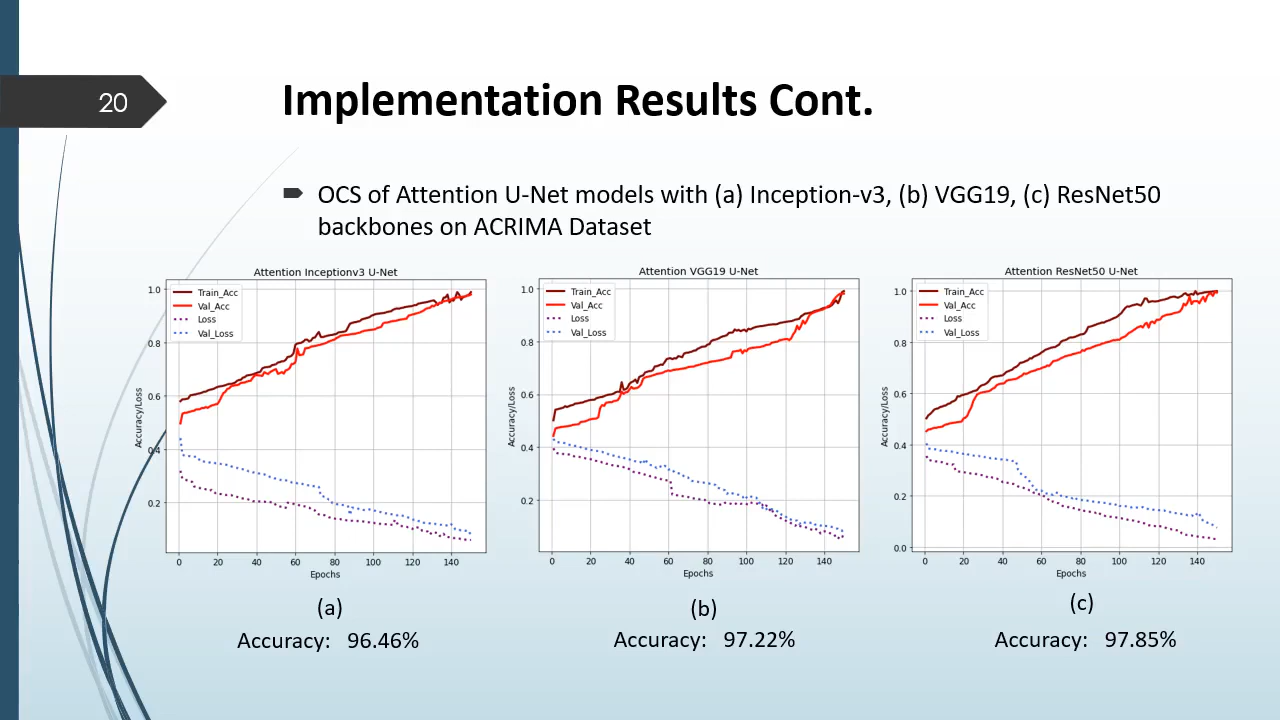 20
Implementation Results Cont.
OCS of Attention U-Net models with (a) Inception-v3, (b) VGG19, (c) ResNet50
backbones on ACRIMA Dataset
Attention Inceptionv3 U-Net
Train_Acc
Val_Acc
Loss
Val_Loss
1.0
0.8
0.6
0.4
0.2
Accuracy/Loss
0 20 40 60 80 100 120 140
Epochs
(a)
Accuracy: 96.46%
Attention VGG19 U-Net
Train_Acc
Val_Acc
Loss
Val_Loss
1.0
0.8
0.6
0.4
0.2
Accuracy/Loss
0 20 40 60 80 100 120 140
Epochs
(b)
Accuracy: 97.22%
Attention ResNet50 U-Net
Train_Acc
Val_Acc
Loss
Val_Loss
1.0
0.8
0.6
0.4
0.2
0.0
Accuracy/Loss
0 20 40 60 80 100 120 140
Epochs
(c)
Accuracy: 97.85%